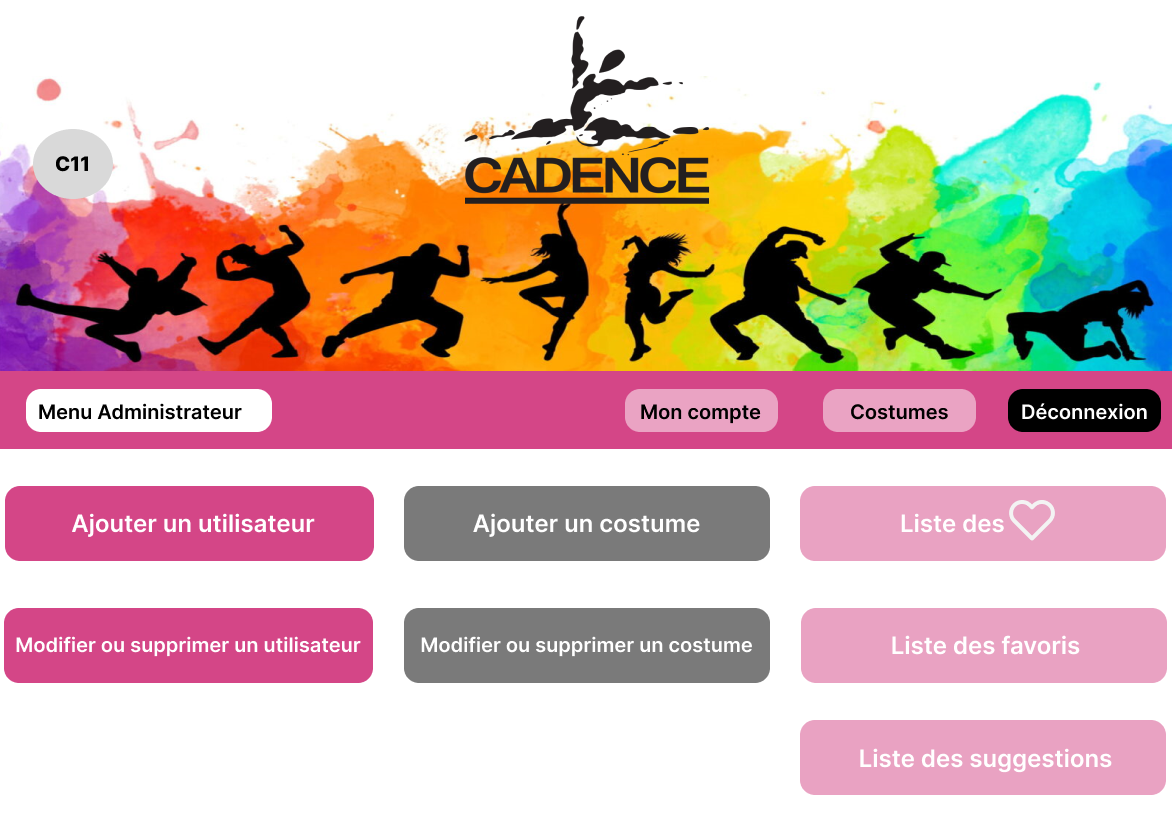 CADENCE
C11
Menu Administrateur
Mon compte
Costumes
Déconnexion
Ajouter un utilisateur
Ajouter un costume
Liste des
Modifier ou supprimer un utilisateur
Modifier ou supprimer un costume
Liste des favoris
Liste des suggestions